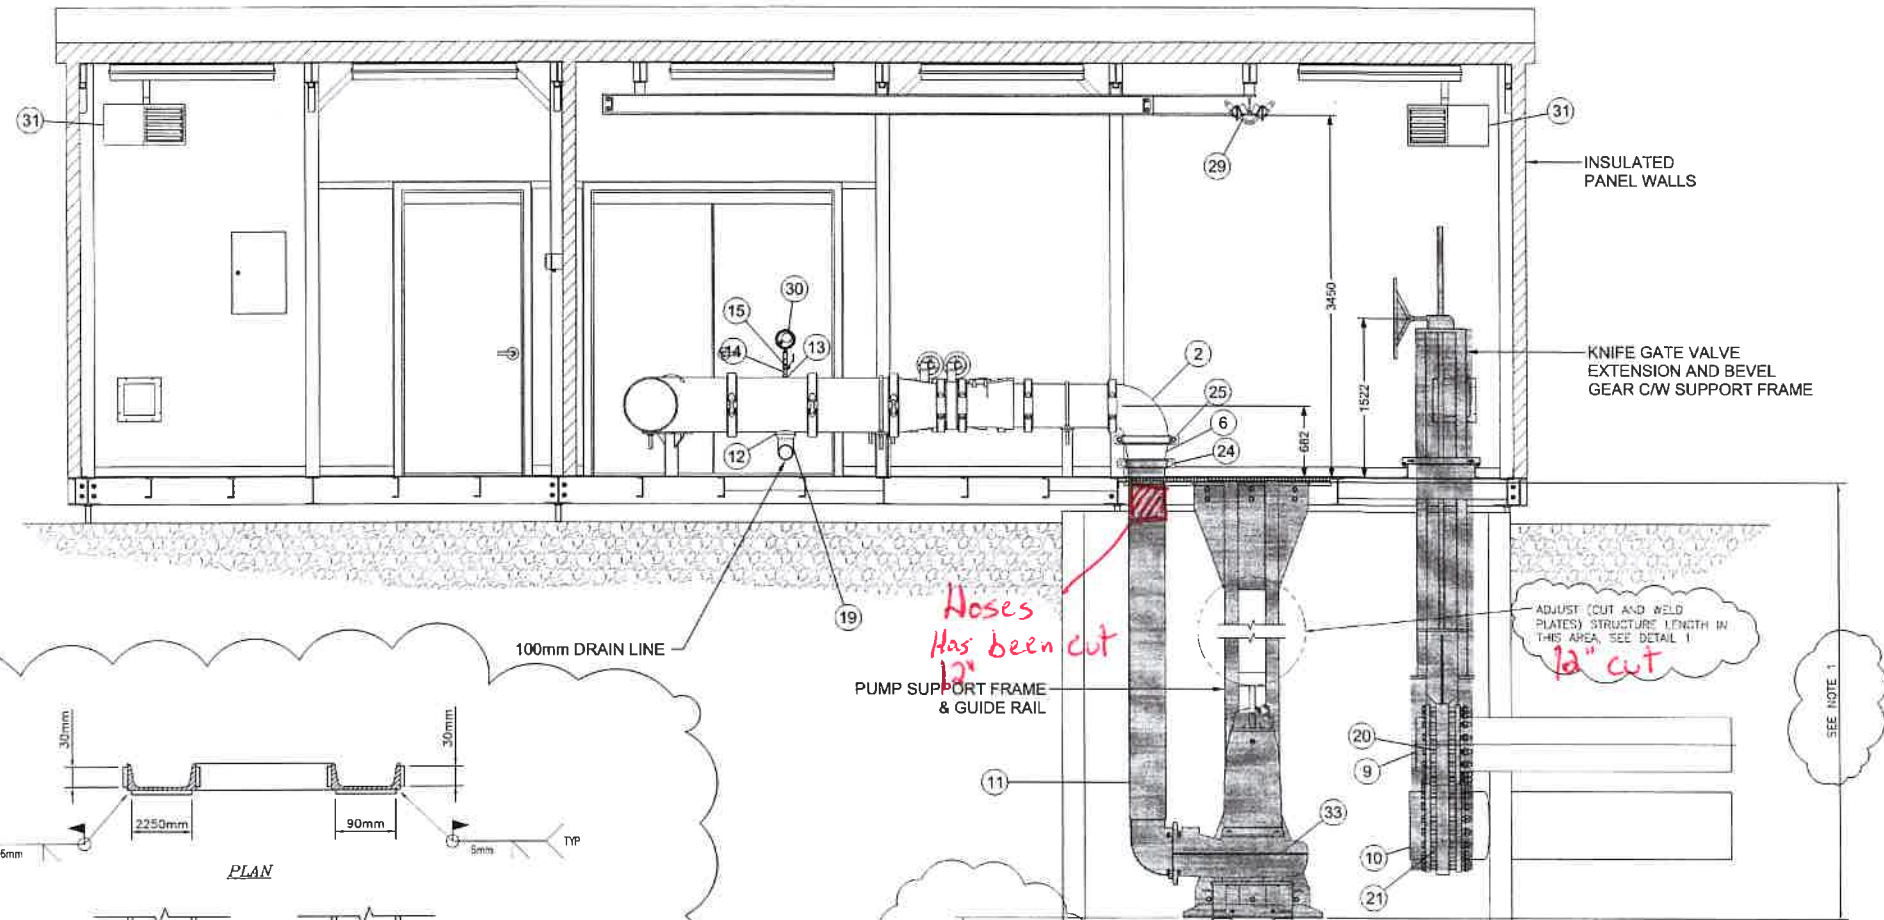 31
31
29
INSULATED
PANEL WALLS
3450
30
15
14
13
2
KNIFE GATE VALVE
EXTENSION AND BEVEL
GEAR C/W SUPPORT FRAME
1522
25
6
682
24
12
19
100mm DRAIN LINE
Hoses
Has been cut
12"
ADJUST (CUT AND WELD
PLATES) STRUCTURE LENGTH IN
THIS AREA, SEE DETAIL 1
12" cut
PUMP SUPPORT FRAME
& GUIDE RAIL
SEE NOTE 1
30mm
30mm
20
9
11
2250mm
90mm
33
5mm
TYP
10
PLAN
21